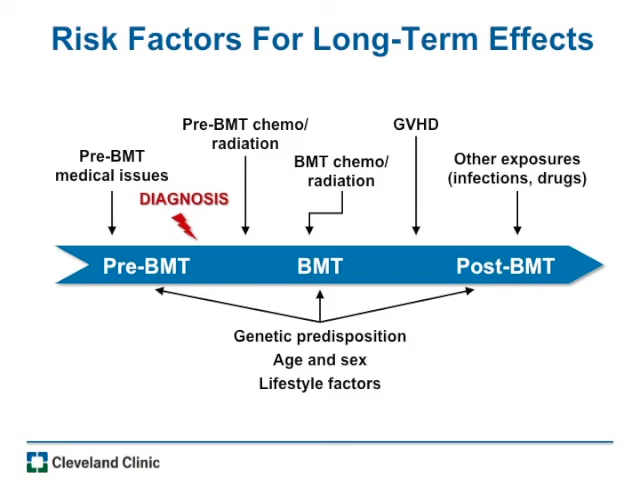 Risk Factors For Long-Term Effects
Pre-BMT chemo/
radiation
GVHD
Pre-BMT
medical issues
BMT chemo/
radiation
Other exposures
(infections, drugs)
DIAGNOSIS
Pre-BMT
BMT
Post-BMT
Genetic predisposition
Age and sex
Lifestyle factors
Cleveland Clinic